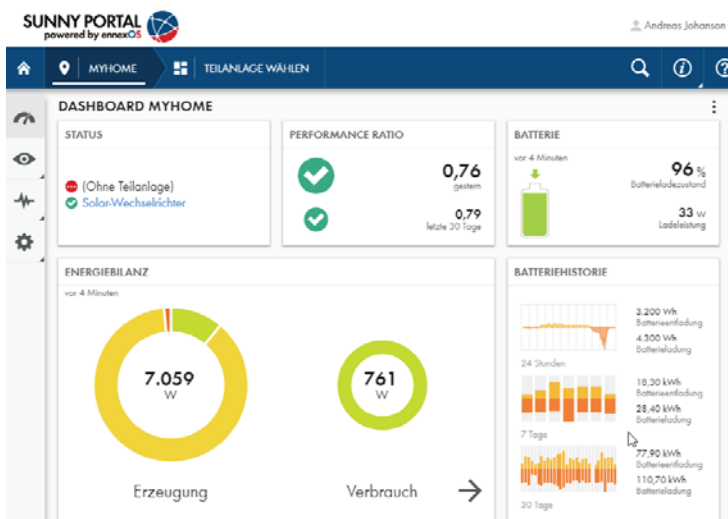 SUNNY PORTAL
powered by ennexOS
Andreas Johanson
MYHOME
TEILANLAGE WÄHLEN
DASHBOARD MYHOME
STATUS
(Ohne Teilanlage)
Solar-Wechselrichter
PERFORMANCE RATIO
0,76
gestern
0,79
letzte 30 Tage
BATTERIE
vor 4 Minuten
96 %
Batterieladezustand
33 W
Ladeleistung
ENERGIEBILANZ
vor 4 Minuten
7.059
W
Erzeugung
761
W
Verbrauch
BATTERIEHISTORIE
3.200 Wh
Batterieentladung
4.300 Wh
Batterieladung
24 Stunden
18,30 kWh
Batterieentladung
28,40 kWh
Batterieladung
7 Tage
77,90 kWh
Batterieentladung
110,70 kWh
Batterieladung
30 Tage